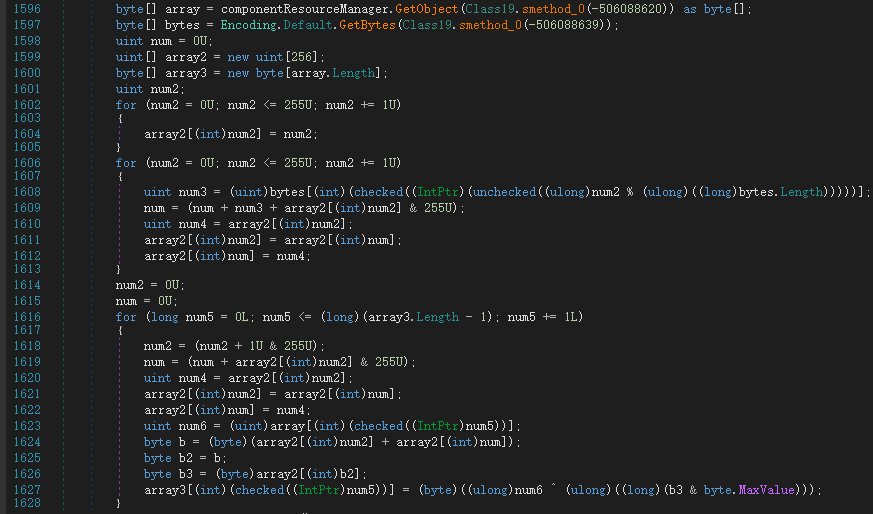 1596 byte[] array = componentResourceManager.GetObject(Class19.smethod_0(-506088620)) as byte[];
1597 byte[] bytes = Encoding.Default.GetBytes(Class19.smethod_0(-506088639));
1598 uint num = 0U;
1599 uint[] array2 = new uint[256];
1600 byte[] array3 = new byte[array.Length];
1601 uint num2;
1602 for (num2 = 0U; num2 <= 255U; num2 += 1U)
1603 {
1604 array2[(int)num2] = num2;
1605 }
1606 for (num2 = 0U; num2 <= 255U; num2 += 1U)
1607 {
1608 uint num3 = (uint)bytes[(int)(checked((IntPtr)(unchecked((ulong)num2 % (ulong)((long)bytes.Length)))))];
1609 num = (num + num3 + array2[(int)num2] & 255U);
1610 uint num4 = array2[(int)num2];
1611 array2[(int)num2] = array2[(int)num];
1612 array2[(int)num] = num4;
1613 }
1614 num2 = 0U;
1615 num = 0U;
1616 for (long num5 = 0L; num5 <= (long)(array3.Length - 1); num5 += 1L)
1617 {
1618 num2 = (num2 + 1U & 255U);
1619 num = (num + array2[(int)num2] & 255U);
1620 uint num4 = array2[(int)num2];
1621 array2[(int)num2] = array2[(int)num];
1622 array2[(int)num] = num4;
1623 uint num6 = (uint)array[(int)(checked((IntPtr)num5))];
1624 byte b = (byte)(array2[(int)num2] + array2[(int)num]);
1625 byte b2 = b;
1626 byte b3 = (byte)array2[(int)b2];
1627 array3[(int)(checked((IntPtr)num5))] = (byte)((ulong)num6 ^ (ulong)((long)(b3 & byte.MaxValue)));
1628 }